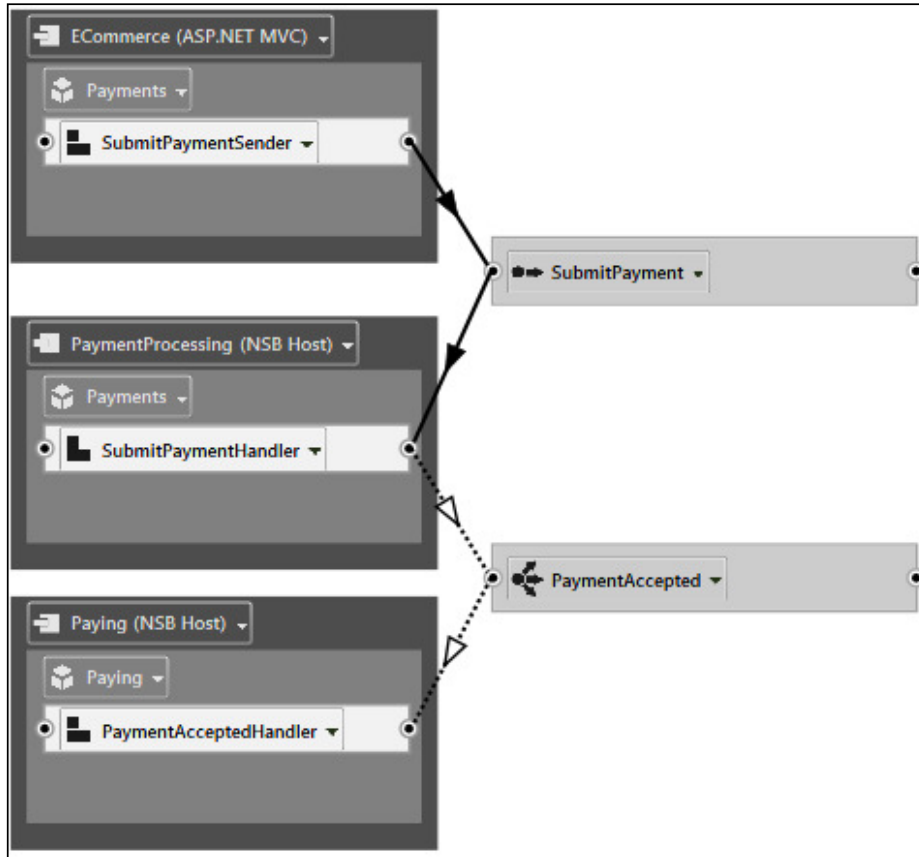 ECommerce (ASP.NET MVC)
Payments
SubmitPaymentSender
SubmitPayment
PaymentProcessing (NSB Host)
Payments
SubmitPaymentHandler
PaymentAccepted
Paying (NSB Host)
Paying
PaymentAcceptedHandler